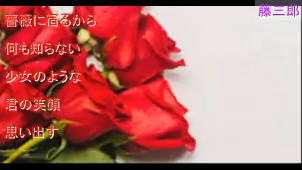 藤三郎
薔薇に宿るから
何も知らない
少女のような
君の笑顔
思い出す